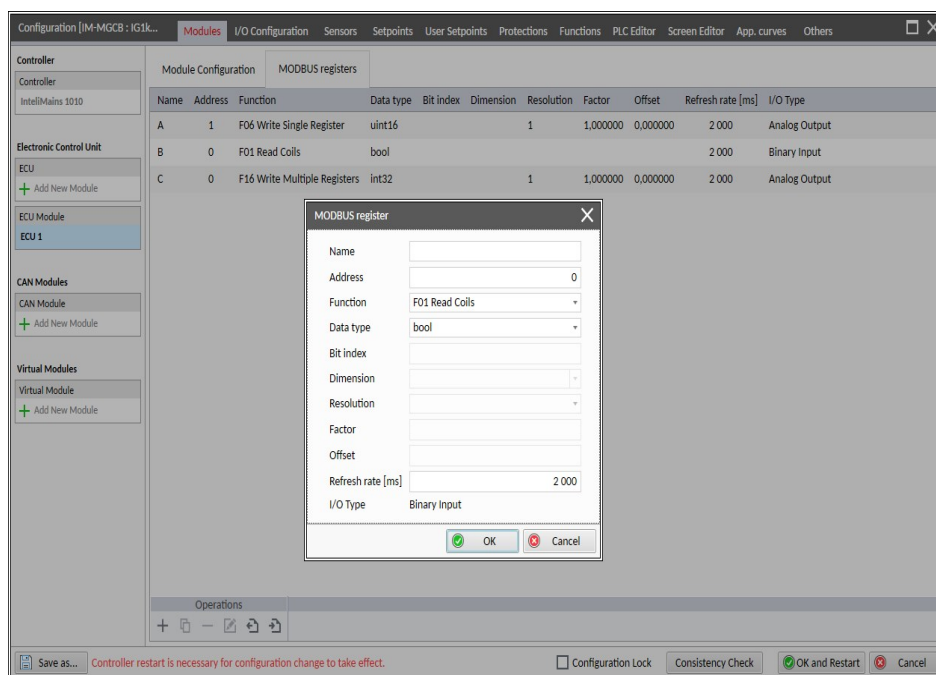 Configuration [IM-MGCB : IG1k...
Modules I/O Configuration Sensors Setpoints User Setpoints Protections Functions PLC Editor Screen Editor App. curves Others
Controller
Controller
InteliMains 1010
Electronic Control Unit
ECU
Add New Module
ECU Module
ECU 1
CAN Modules
CAN Module
Add New Module
Virtual Modules
Virtual Module
Add New Module
Module Configuration MODBUS registers
Name Address Function Data type Bit index Dimension Resolution Factor Offset Refresh rate [ms] I/O Type
A 1 F06 Write Single Register uint16 1 1,000000 0,000000 2 000 Analog Output
B 0 F01 Read Coils bool 2 000 Binary Input
C 0 F16 Write Multiple Registers int32 1 1,000000 0,000000 2 000 Analog Output
MODBUS register
Name
Address 0
Function F01 Read Coils
Data type bool
Bit index
Dimension
Resolution
Factor
Offset
Refresh rate [ms] 2 000
I/O Type Binary Input
OK Cancel
Operations
Save as... Controller restart is necessary for configuration change to take effect. Configuration Lock Consistency Check OK and Restart Cancel